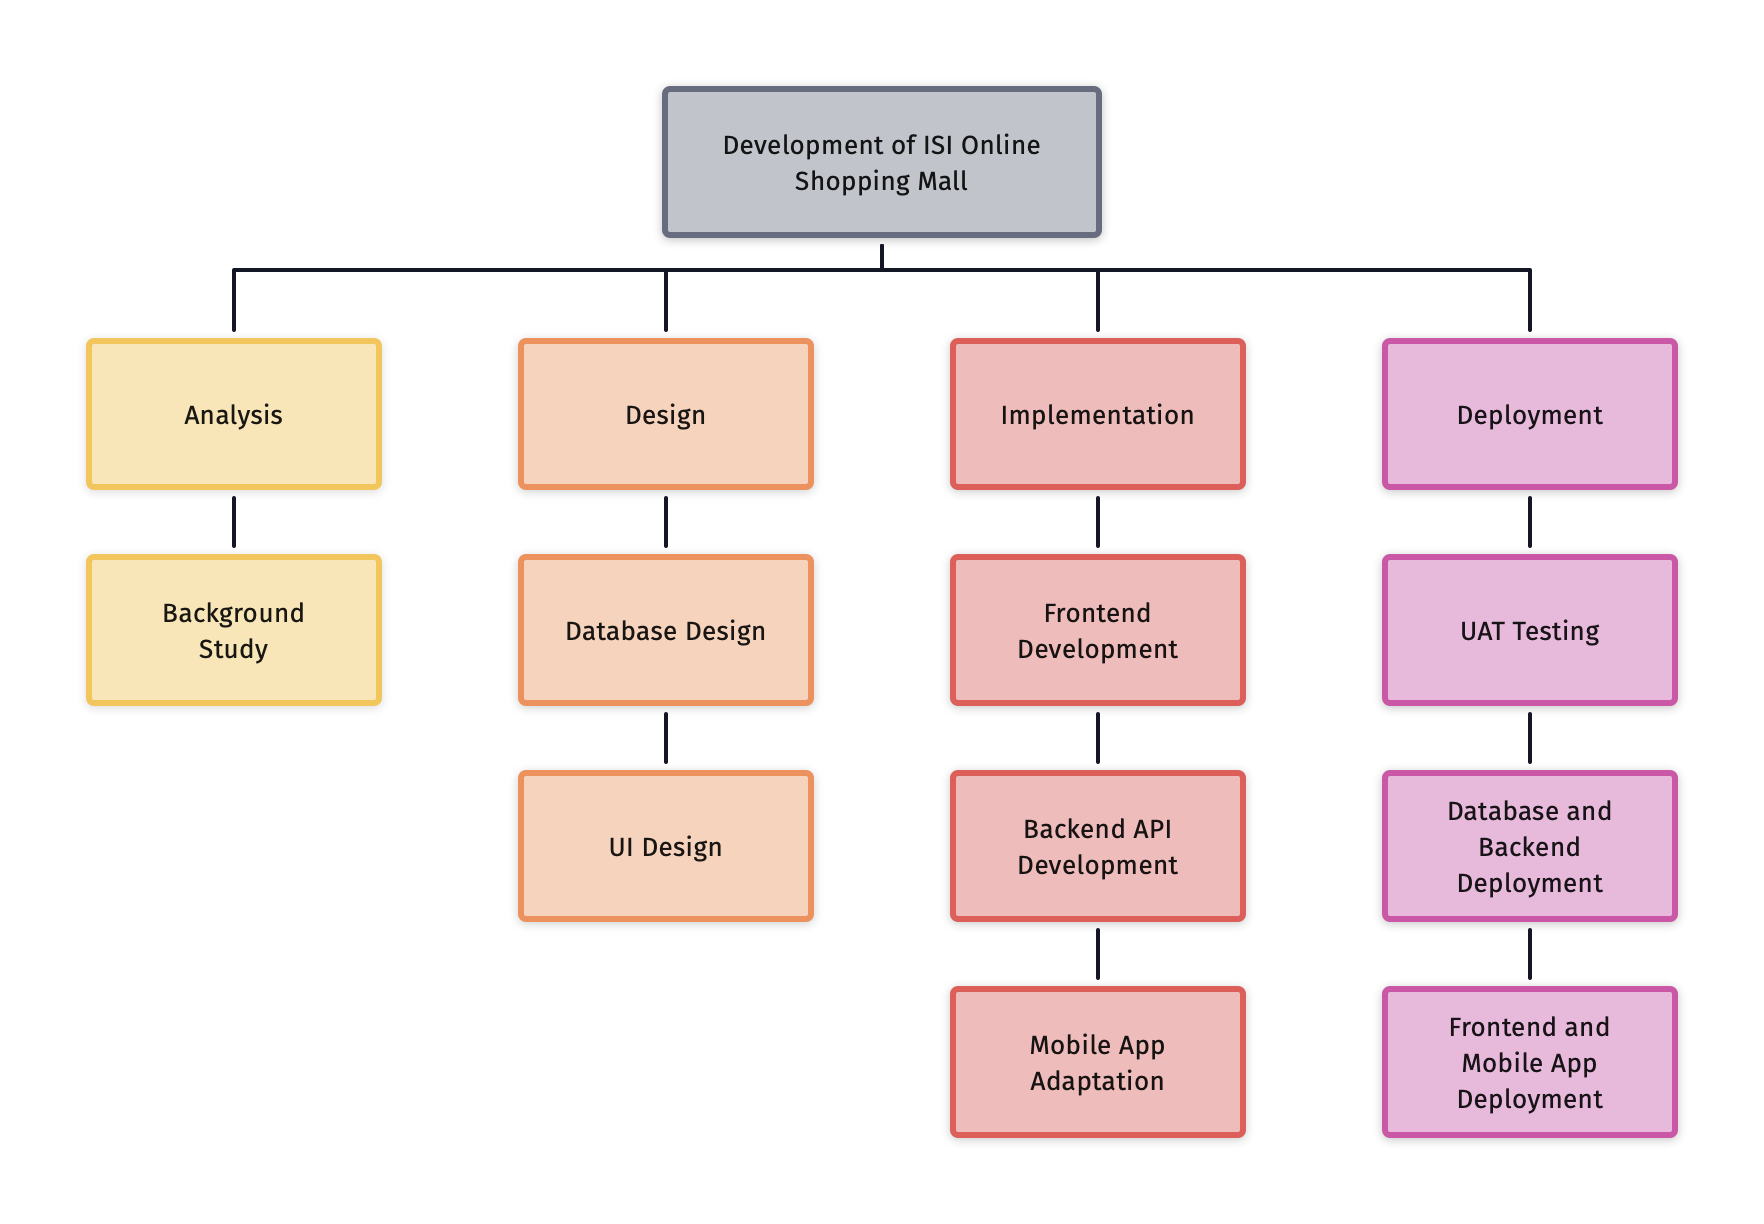 Development of ISI Online
Shopping Mall
Analysis
Design
Implementation
Deployment
Background
Study
Database Design
Frontend
Development
UAT Testing
UI Design
Backend API
Development
Database and
Backend
Deployment
Mobile App
Adaptation
Frontend and
Mobile App
Deployment